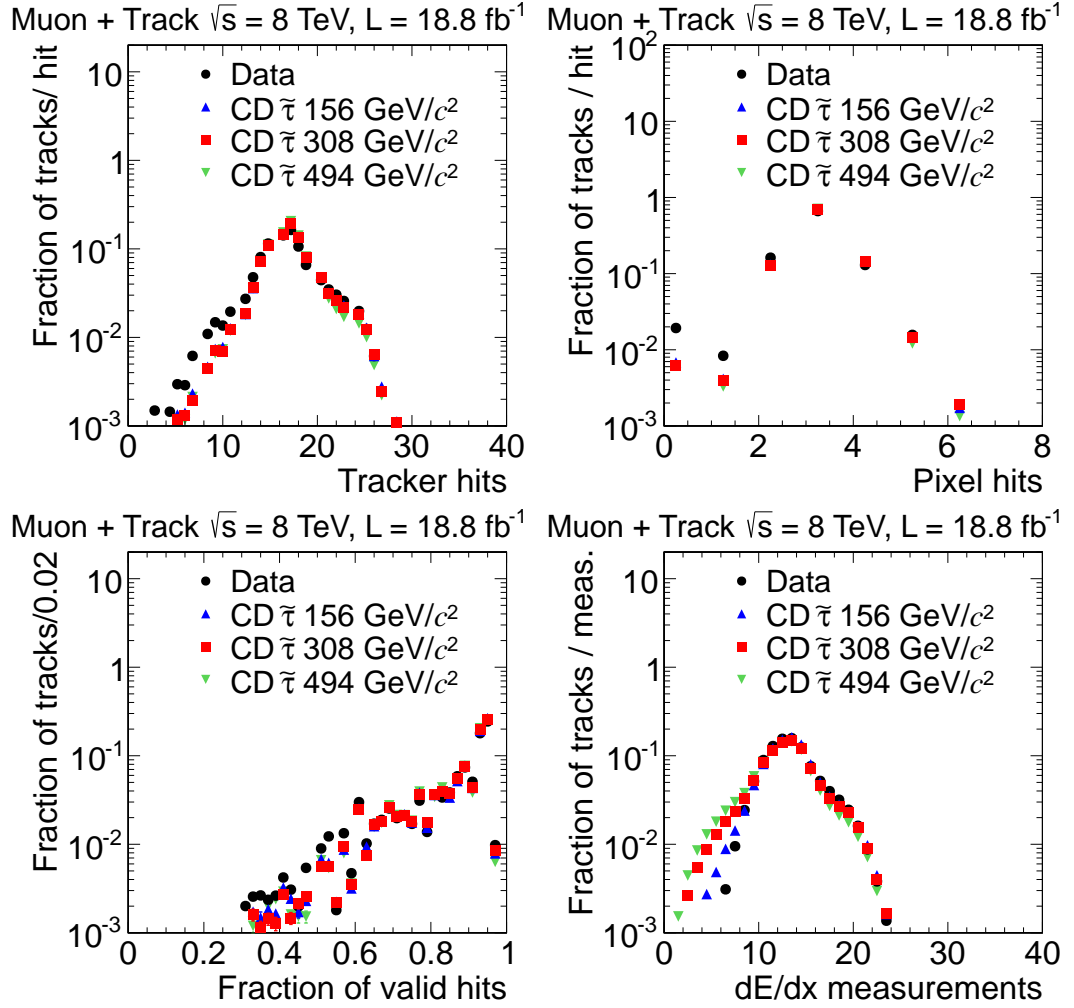 Muon + Track √s = 8 TeV, L = 18.8 fb⁻¹
Fraction of tracks/ hit
10
1
10⁻¹
10⁻²
10⁻³
Data
CD τ̃ 156 GeV/c²
CD τ̃ 308 GeV/c²
CD τ̃ 494 GeV/c²
0 10 20 30 40
Tracker hits
Muon + Track √s = 8 TeV, L = 18.8 fb⁻¹
Fraction of tracks / hit
10²
10
1
10⁻¹
10⁻²
10⁻³
Data
CD τ̃ 156 GeV/c²
CD τ̃ 308 GeV/c²
CD τ̃ 494 GeV/c²
0 2 4 6 8
Pixel hits
Muon + Track √s = 8 TeV, L = 18.8 fb⁻¹
Fraction of tracks/0.02
10
1
10⁻¹
10⁻²
10⁻³
Data
CD τ̃ 156 GeV/c²
CD τ̃ 308 GeV/c²
CD τ̃ 494 GeV/c²
0 0.2 0.4 0.6 0.8 1
Fraction of valid hits
Muon + Track √s = 8 TeV, L = 18.8 fb⁻¹
Fraction of tracks / meas.
10
1
10⁻¹
10⁻²
10⁻³
Data
CD τ̃ 156 GeV/c²
CD τ̃ 308 GeV/c²
CD τ̃ 494 GeV/c²
0 10 20 30 40
dE/dx measurements